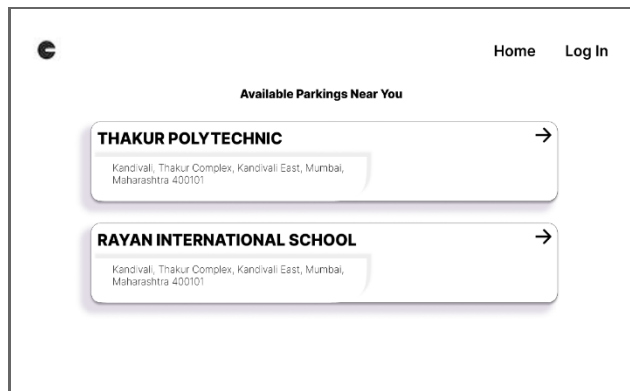 Home Log In
Available Parkings Near You
THAKUR POLYTECHNIC
Kandivali, Thakur Complex, Kandivali East, Mumbai,
Maharashtra 400101
RAYAN INTERNATIONAL SCHOOL
Kandivali, Thakur Complex, Kandivali East, Mumbai,
Maharashtra 400101